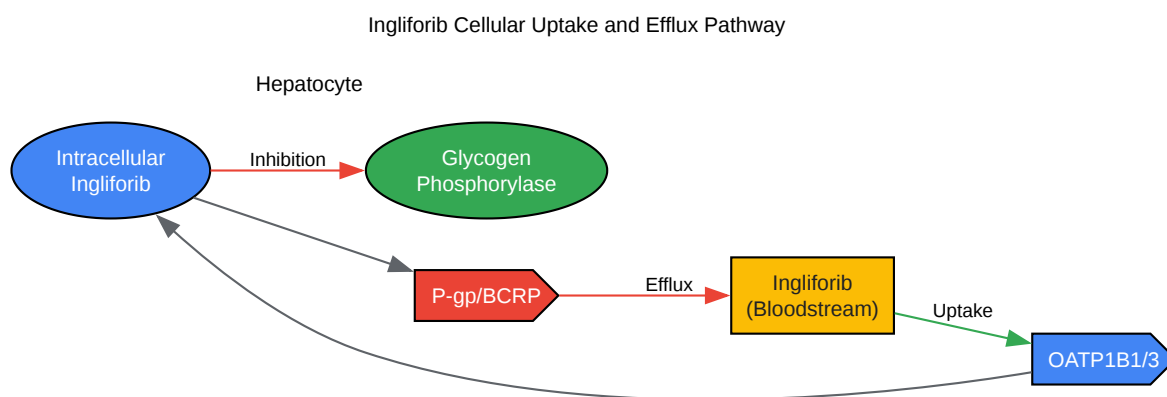 Ingliforib Cellular Uptake and Efflux Pathway
Hepatocyte
Intracellular
Ingliforib
Inhibition
Glycogen
Phosphorylase
P-gp/BCRP
Efflux
Ingliforib
(Bloodstream)
Uptake
OATP1B1/3